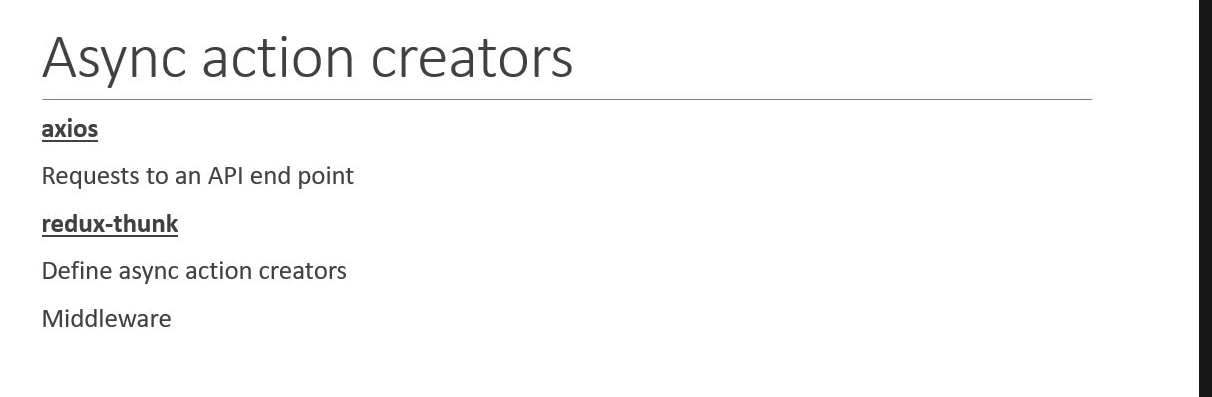 Async action creators
axios
Requests to an API end point
redux-thunk
Define async action creators
Middleware